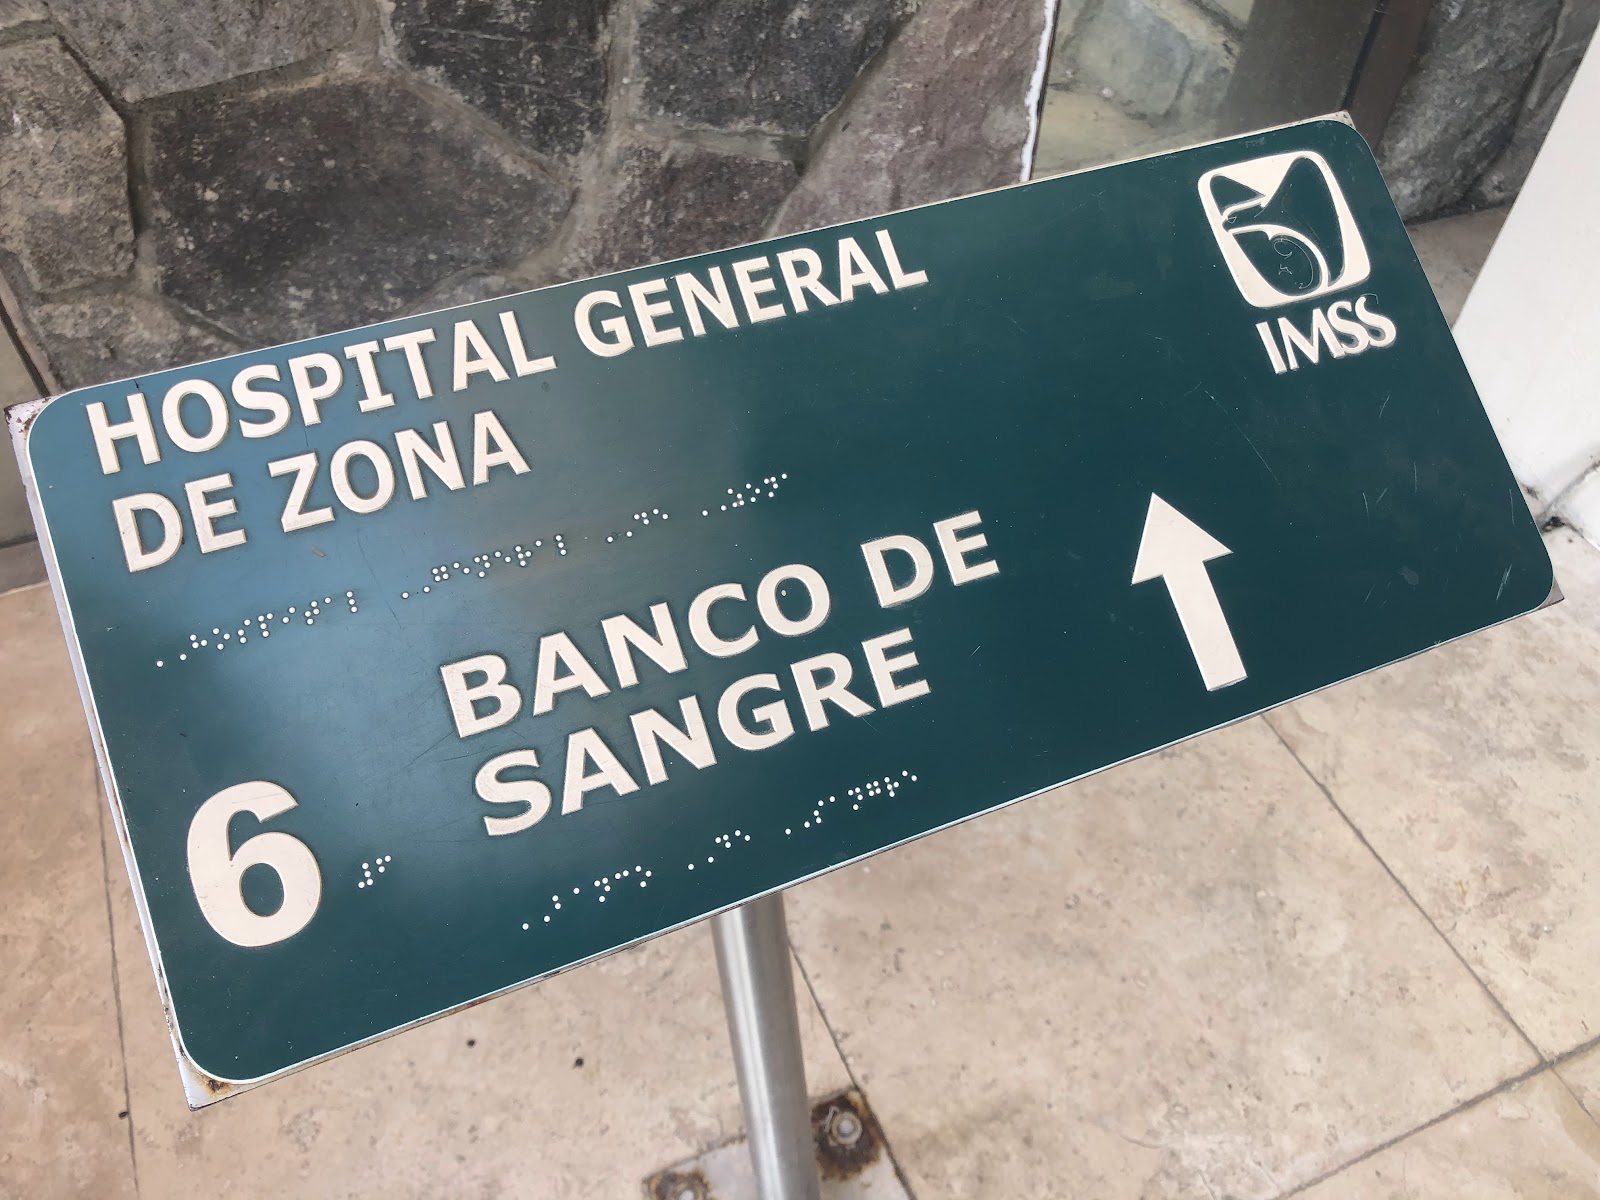 HOSPITAL GENERAL
DE ZONA
IMSS
⠠⠠⠓⠕⠎⠏⠊⠞⠁⠇ ⠠⠠⠛⠑⠝⠑⠗⠁⠇ ⠠⠠⠙⠑ ⠠⠠⠵⠕⠝⠁
BANCO DE
SANGRE
6